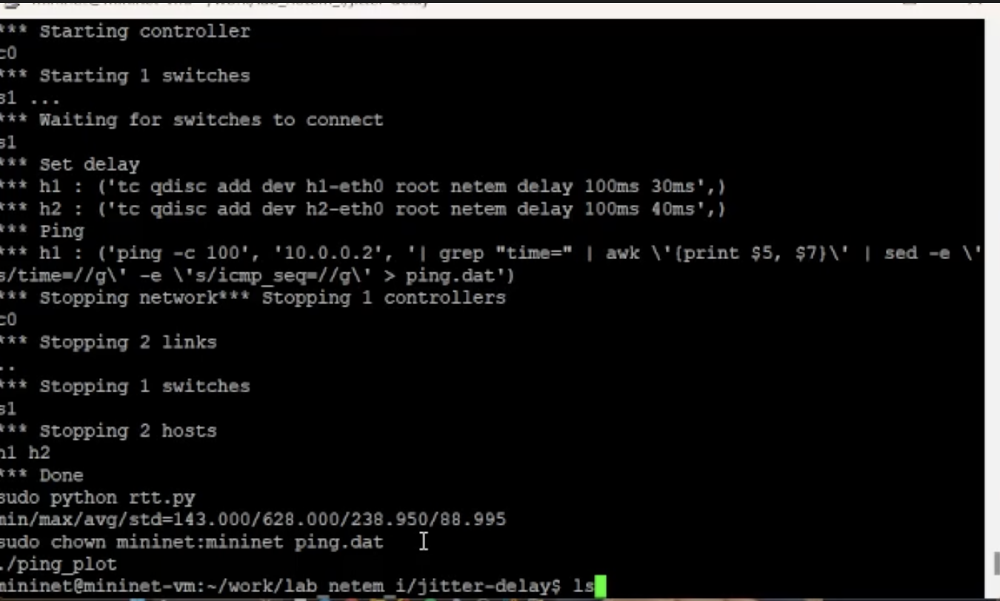 *** Starting controller
c0
*** Starting 1 switches
s1 ...
*** Waiting for switches to connect
s1
*** Set delay
*** h1 : ('tc qdisc add dev h1-eth0 root netem delay 100ms 30ms',)
*** h2 : ('tc qdisc add dev h2-eth0 root netem delay 100ms 40ms',)
*** Ping
*** h1 : ('ping -c 100', '10.0.0.2', '| grep "time=" | awk \'{print $5, $7}\' | sed -e \'
s/time=//g\' -e \'s/icmp_seq=//g\' > ping.dat')
*** Stopping network*** Stopping 1 controllers
c0
*** Stopping 2 links
..
*** Stopping 1 switches
s1
*** Stopping 2 hosts
h1 h2
*** Done
sudo python rtt.py
min/max/avg/std=143.000/628.000/238.950/88.995
sudo chown mininet:mininet ping.dat
./ping_plot
mininet@mininet-vm:~/work/lab_netem_i/jitter-delay$ ls